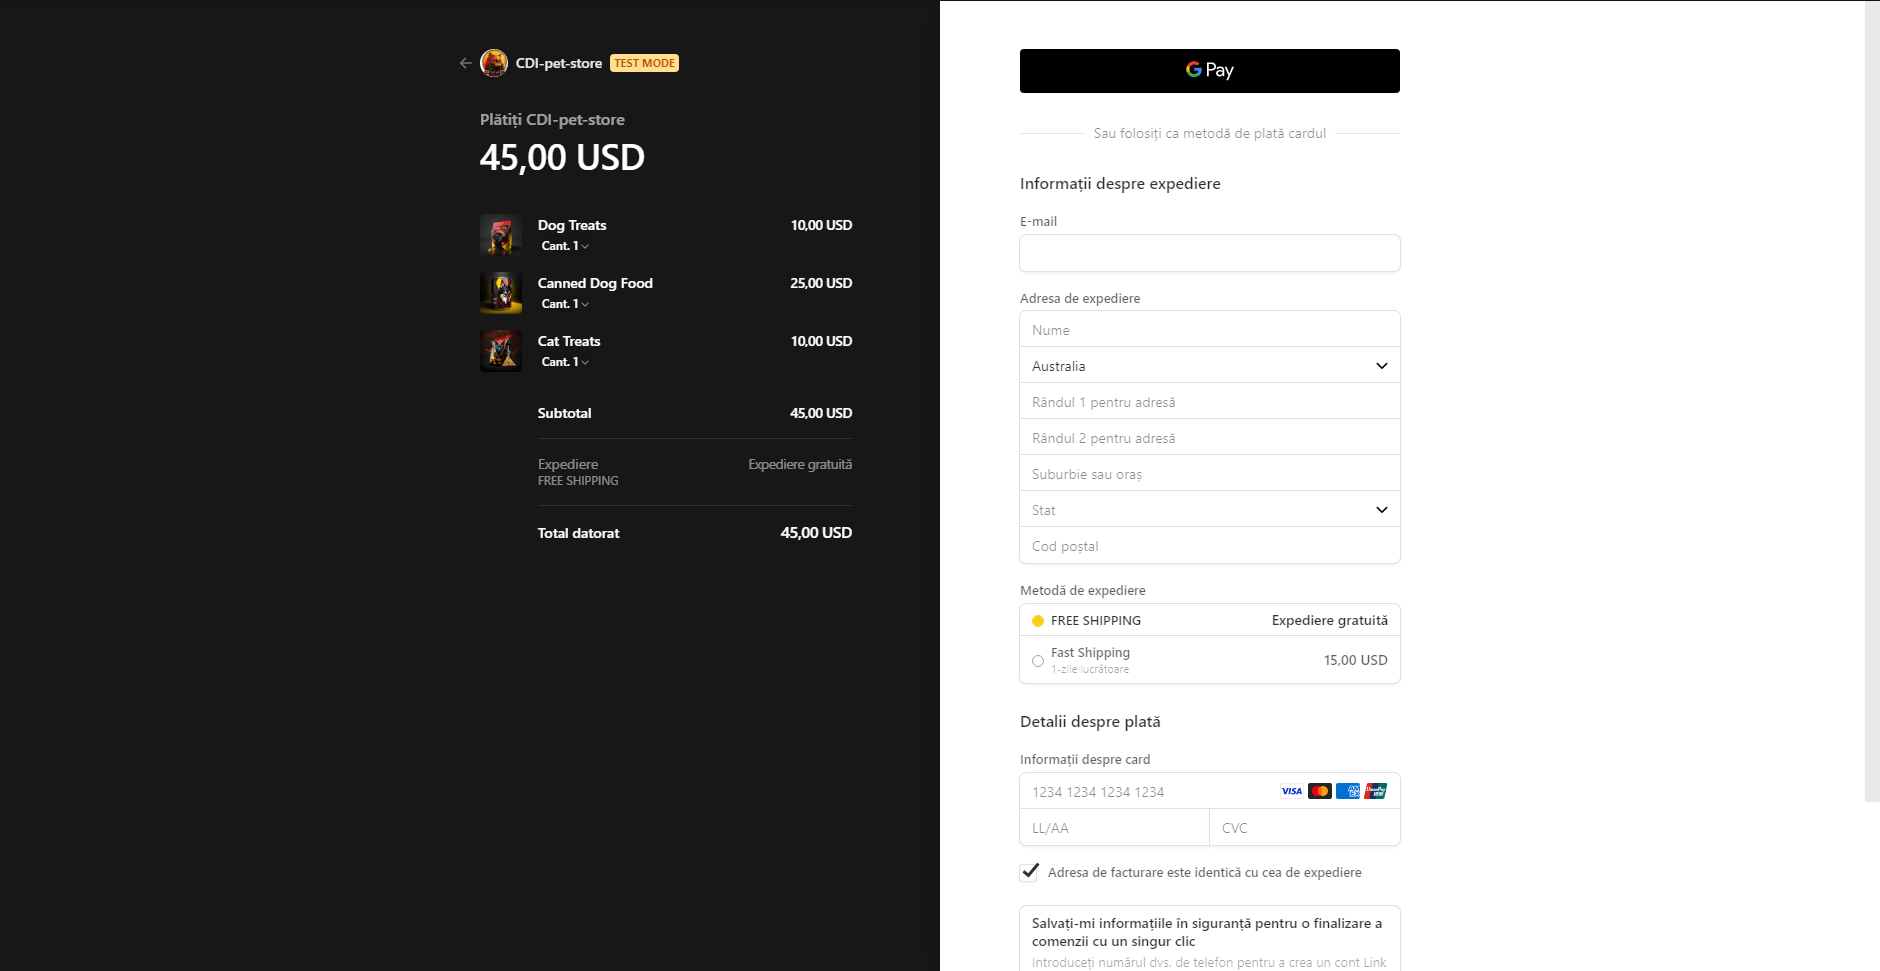 CDI-pet-store TEST MODE
Plătiți CDI-pet-store
45,00 USD
Dog Treats 10,00 USD
Cant. 1
Canned Dog Food 25,00 USD
Cant. 1
Cat Treats 10,00 USD
Cant. 1
Subtotal 45,00 USD
Expediere Expediere gratuită
FREE SHIPPING
Total datorat 45,00 USD
G Pay
Sau folosiți ca metodă de plată cardul
Informații despre expediere
E-mail
Adresa de expediere
Nume
Australia
Rândul 1 pentru adresă
Rândul 2 pentru adresă
Suburbie sau oraș
Stat
Cod poștal
Metodă de expediere
FREE SHIPPING Expediere gratuită
Fast Shipping 15,00 USD
1-zile lucrătoare
Detalii despre plată
Informații despre card
1234 1234 1234 1234 VISA
LL/AA CVC
Adresa de facturare este identică cu cea de expediere
Salvați-mi informațiile în siguranță pentru o finalizare a
comenzii cu un singur clic
Introduceți numărul dvs. de telefon pentru a crea un cont Link